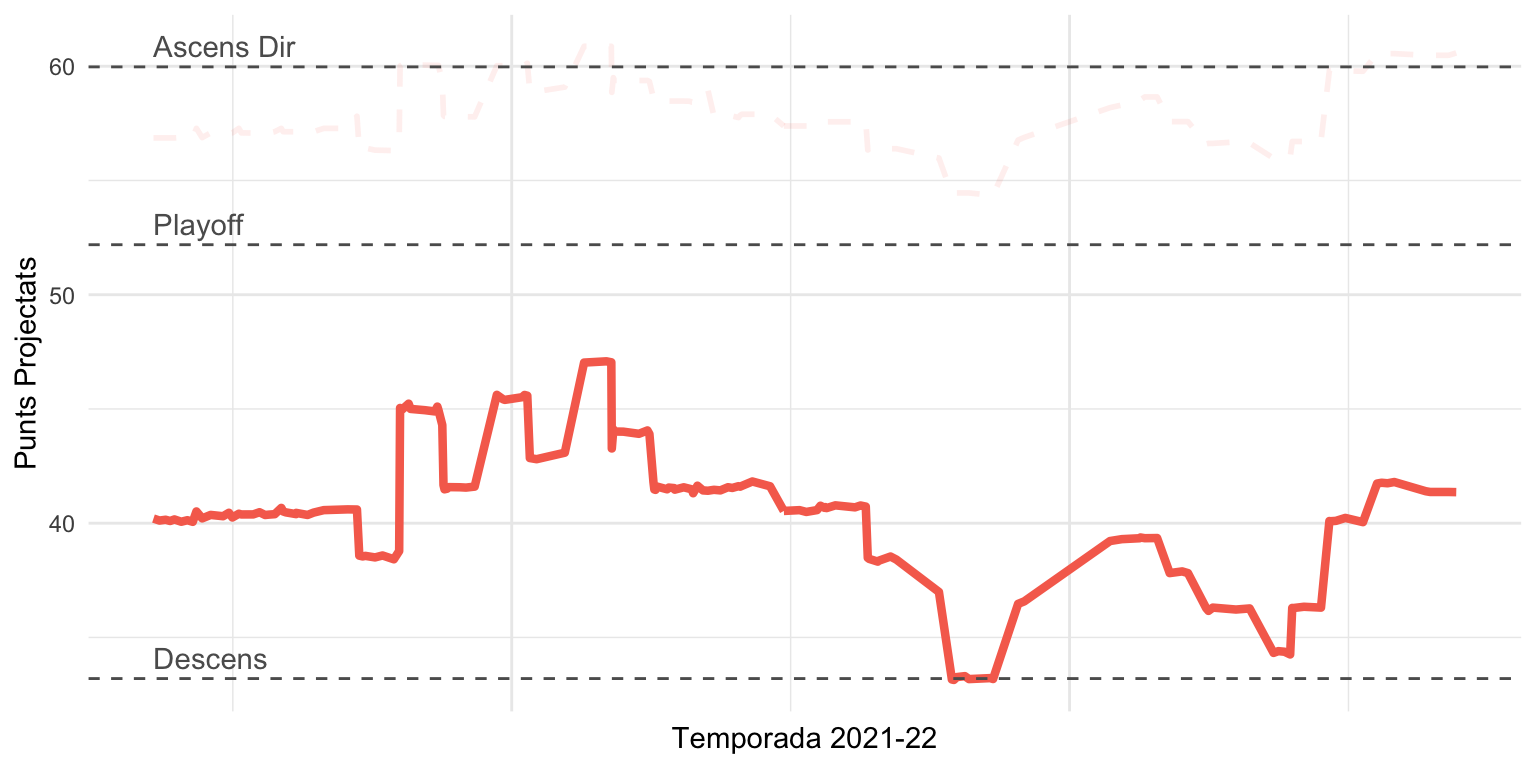 Ascens Dir
60
Playoff
50
Punts Projectats
40
Descens
Temporada 2021-22